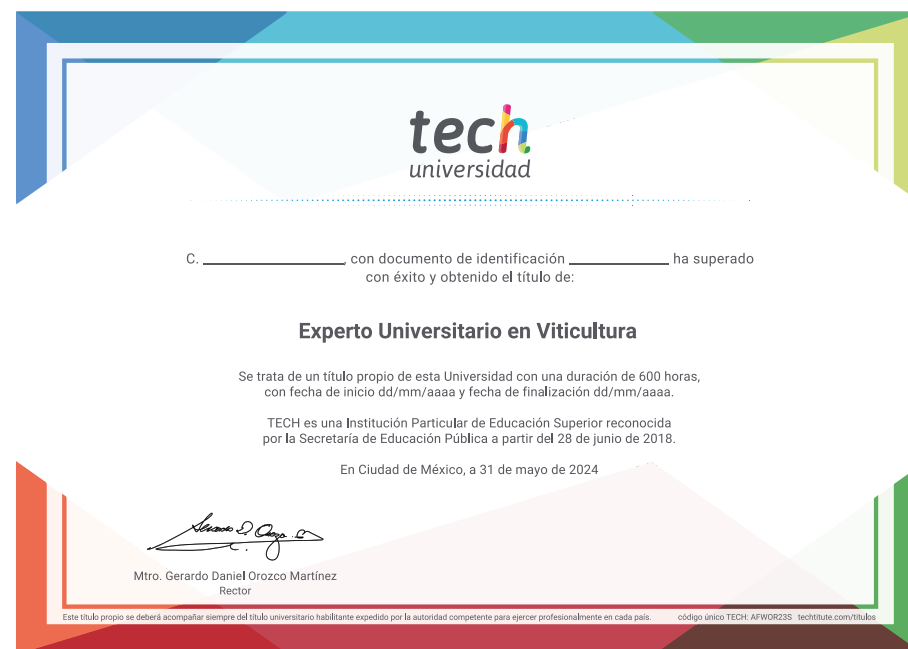 tech
universidad
C. ____________, con documento de identificación ____________ ha superado
con éxito y obtenido el título de:
Experto Universitario en Viticultura
Se trata de un título propio de esta Universidad con una duración de 600 horas,
con fecha de inicio dd/mm/aaaa y fecha de finalización dd/mm/aaaa.
TECH es una Institución Particular de Educación Superior reconocida
por la Secretaría de Educación Pública a partir del 28 de junio de 2018.
En Ciudad de México, a 31 de mayo de 2024
Mtro. Gerardo Daniel Orozco Martínez
Rector
Este título propio se deberá acompañar siempre del título universitario habilitante expedido por la autoridad competente para ejercer profesionalmente en cada país. código único TECH: AFWOR23S techtitute.com/titulos